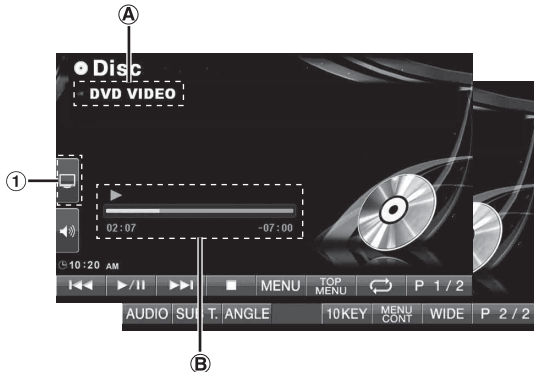 A
Disc
DVD VIDEO
1
02:07 -07:00
10:20 AM
MENU TOP MENU P 1/2
AUDIO SUB T. ANGLE 10KEY MENU CONT WIDE P 2/2
B